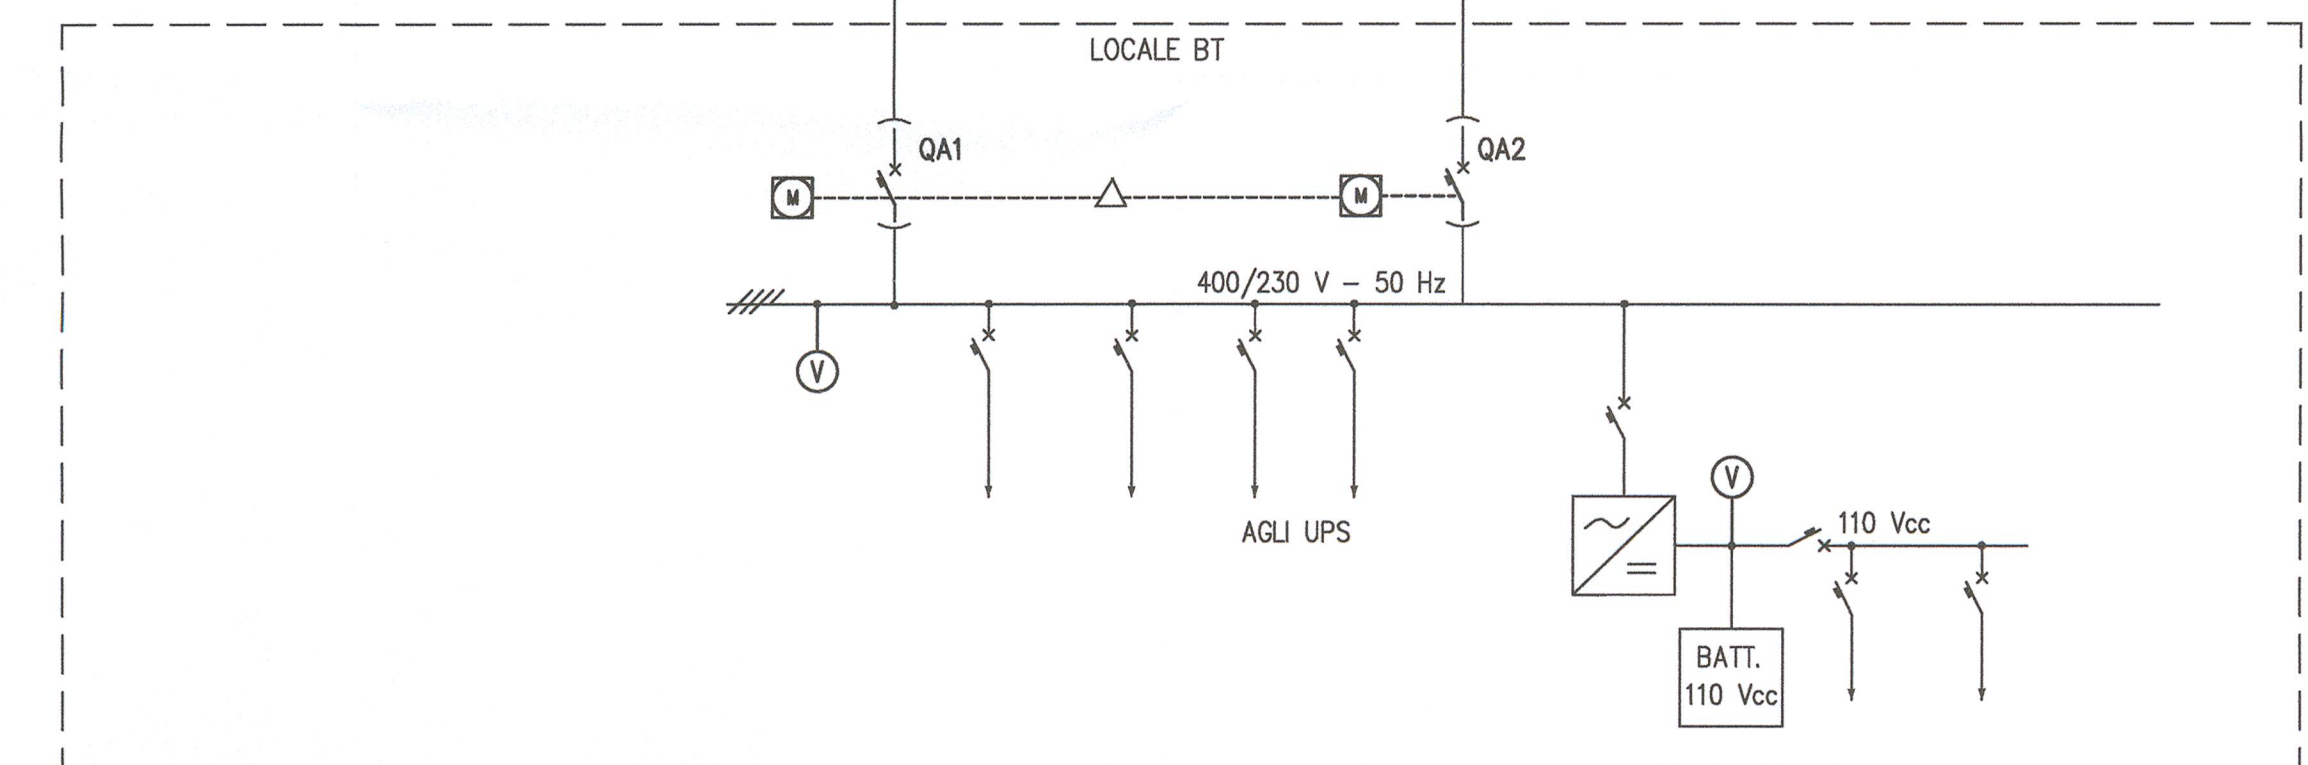 LOCALE BT
QA1
QA2
M
M
400/230 V – 50 Hz
V
AGLI UPS
V
110 Vcc
BATT.
110 Vcc